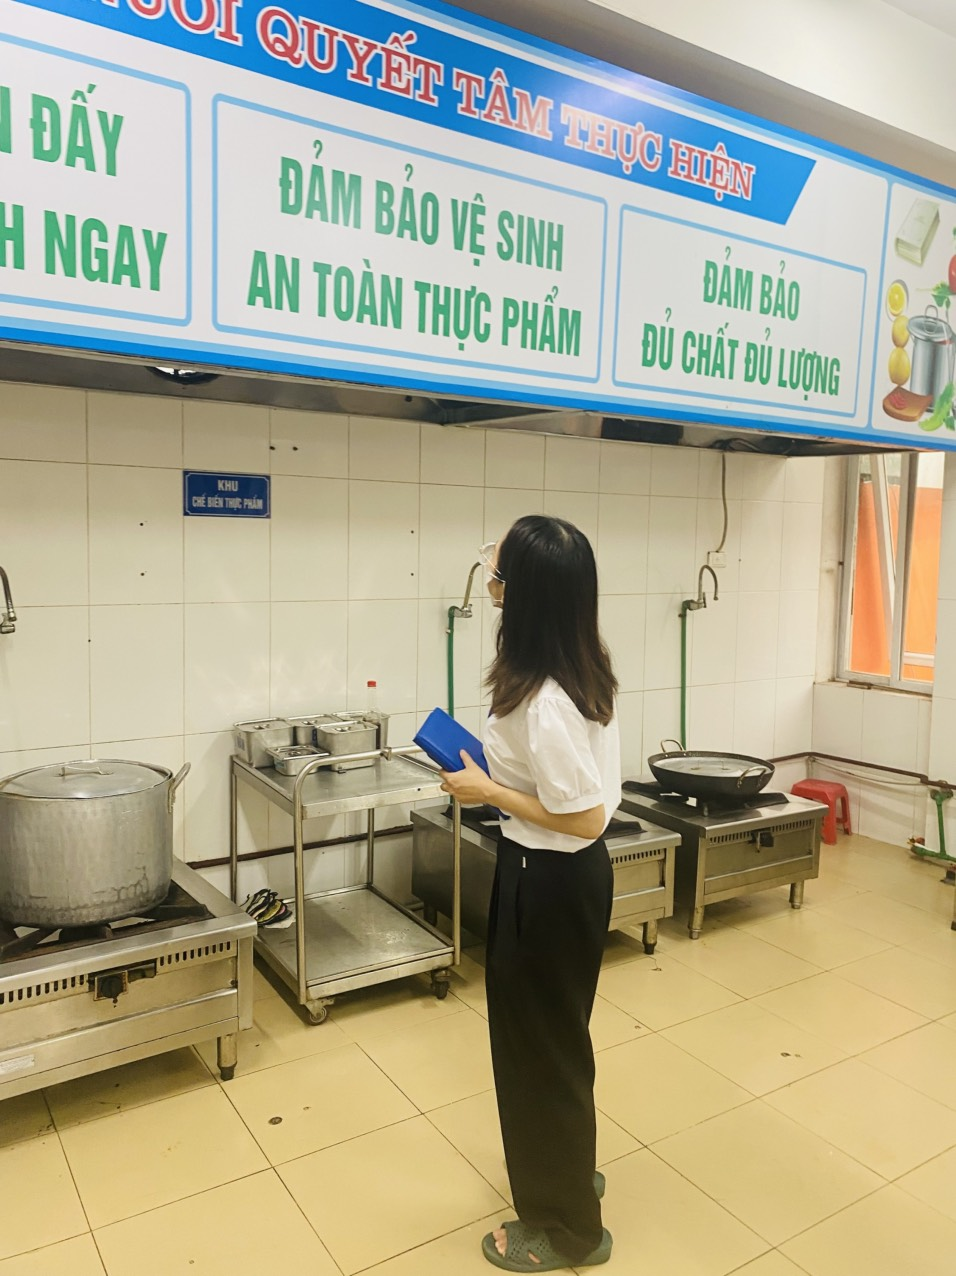 QUYẾT TÂM THỰC HIỆN
ĐẤY
NGAY
ĐẢM BẢO VỆ SINH
AN TOÀN THỰC PHẨM
ĐẢM BẢO
ĐỦ CHẤT ĐỦ LƯỢNG
KHU
CHẾ BIẾN THỰC PHẨM